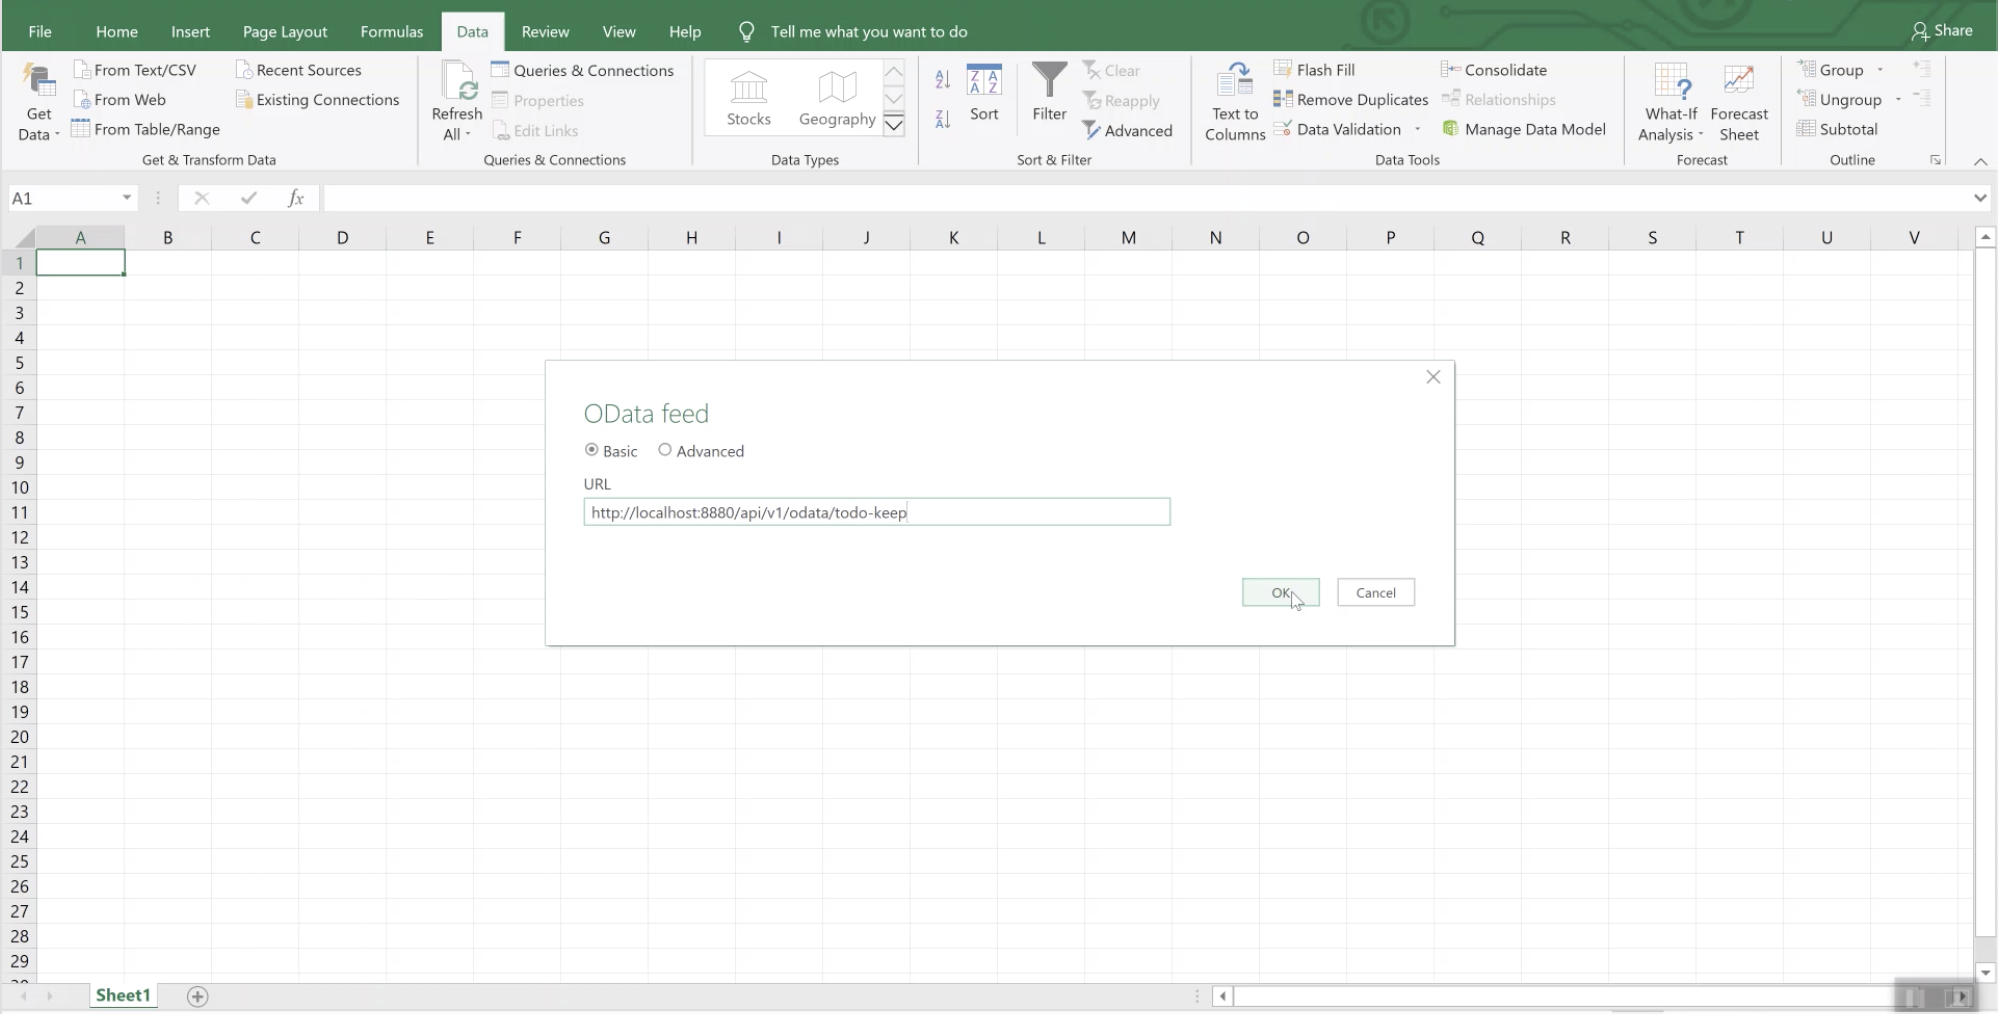 File Home Insert Page Layout Formulas Data Review View Help Tell me what you want to do Share
Get Data
From Text/CSV
From Web
From Table/Range
Recent Sources
Existing Connections
Get & Transform Data
Refresh All
Queries & Connections
Properties
Edit Links
Queries & Connections
Stocks Geography
Data Types
Sort
Filter
Clear
Reapply
Advanced
Sort & Filter
Text to Columns
Flash Fill
Remove Duplicates
Data Validation
Consolidate
Relationships
Manage Data Model
Data Tools
What-If Analysis
Forecast Sheet
Forecast
Group
Ungroup
Subtotal
Outline
A1 fx
A B C D E F G H I J K L M N O P Q R S T U V
1
2
3
4
5
6
7
8
9
10
11
12
13
14
15
16
17
18
19
20
21
22
23
24
25
26
27
28
29
OData feed
Basic Advanced
URL
http://localhost:8880/api/v1/odata/todo-keep
OK Cancel
Sheet1